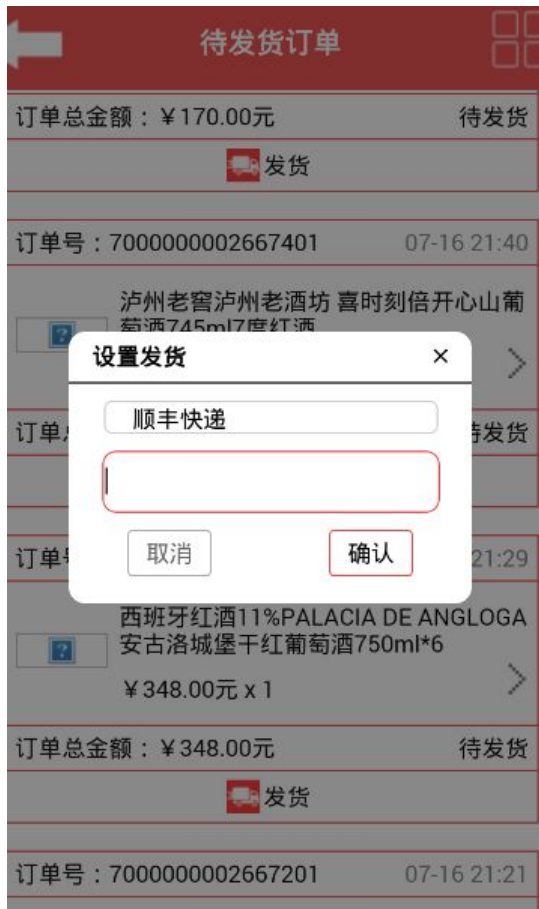 待发货订单
订单总金额：￥170.00元 待发货
发货
订单号：7000000002667401 07-16 21:40
泸州老窖泸州老酒坊 喜时刻倍开心山葡
萄酒745ml7度红酒
设置发货 ×
顺丰快递
订单 待发货
取消 确认
订单 21:29
西班牙红酒11%PALACIA DE ANGLOGA
安古洛城堡干红葡萄酒750ml*6
￥348.00元 x 1
订单总金额：￥348.00元 待发货
发货
订单号：7000000002667201 07-16 21:21